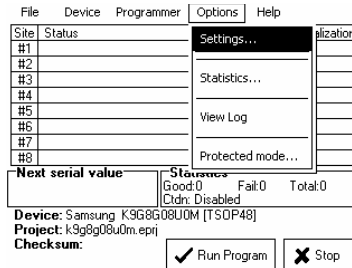 File Device Programmer Options Help
Site Status alization
Settings...
#1
#2
#3
Statistics...
#4
#5
View Log
#6
#7
#8
Protected mode...
Next serial value
Statistics
Good:0 Fail:0 Total:0
Ctdn: Disabled
Device: Samsung K9G8G08U0M [TSOP48]
Project: k9g8g08u0m.eprj
Checksum:
Run Program Stop